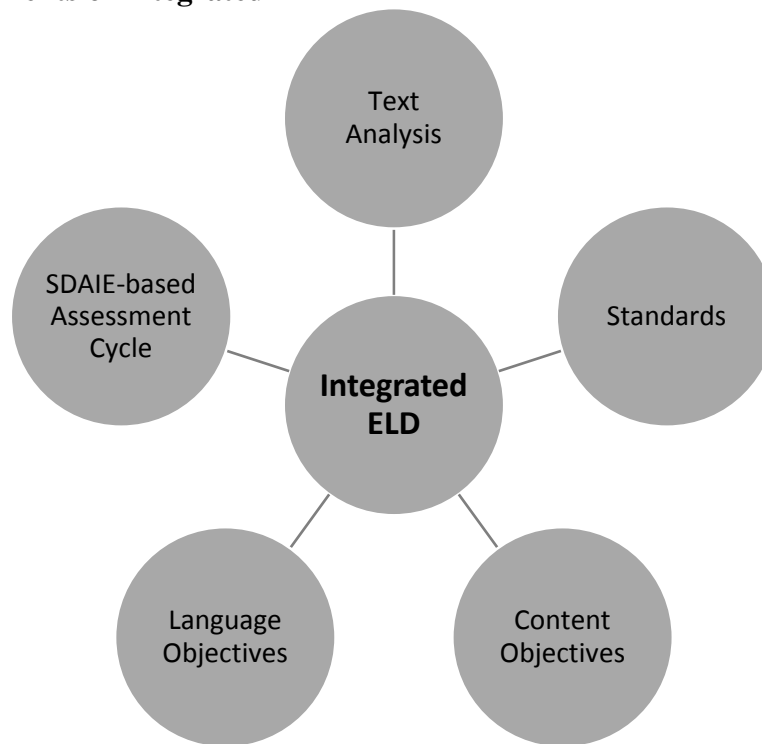 Text
Analysis
SDAIE-based
Assessment
Cycle
Standards
Integrated
ELD
Language
Objectives
Content
Objectives